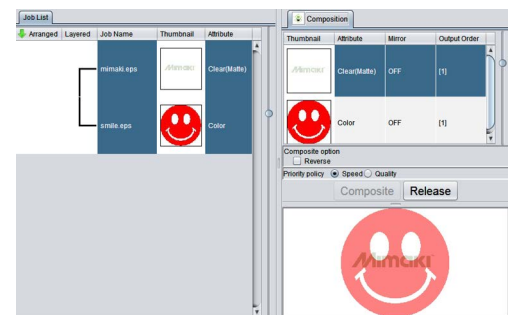 Job List
Arranged Layered Job Name Thumbnail Attribute
mimaki.eps Mimaki Clear(Matte)
smile.eps Color
Composition
Thumbnail Attribute Mirror Output Order
Mimaki Clear(Matte) OFF [1]
Color OFF [1]
Composite option
Reverse
Priority policy Speed Quality
Composite Release
Mimaki